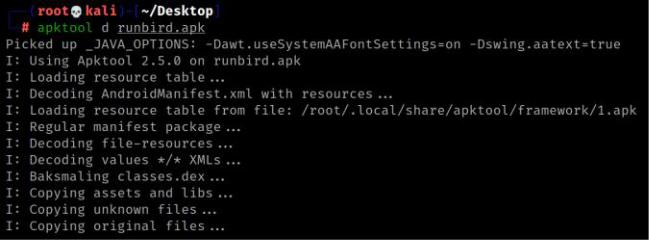 (root💀kali)-[~/Desktop]
# apktool d runbird.apk
Picked up _JAVA_OPTIONS: -Dawt.useSystemAAFontSettings=on -Dswing.aatext=true
I: Using Apktool 2.5.0 on runbird.apk
I: Loading resource table...
I: Decoding AndroidManifest.xml with resources...
I: Loading resource table from file: /root/.local/share/apktool/framework/1.apk
I: Regular manifest package...
I: Decoding file-resources...
I: Decoding values */* XMLs...
I: Baksmaling classes.dex...
I: Copying assets and libs...
I: Copying unknown files...
I: Copying original files...